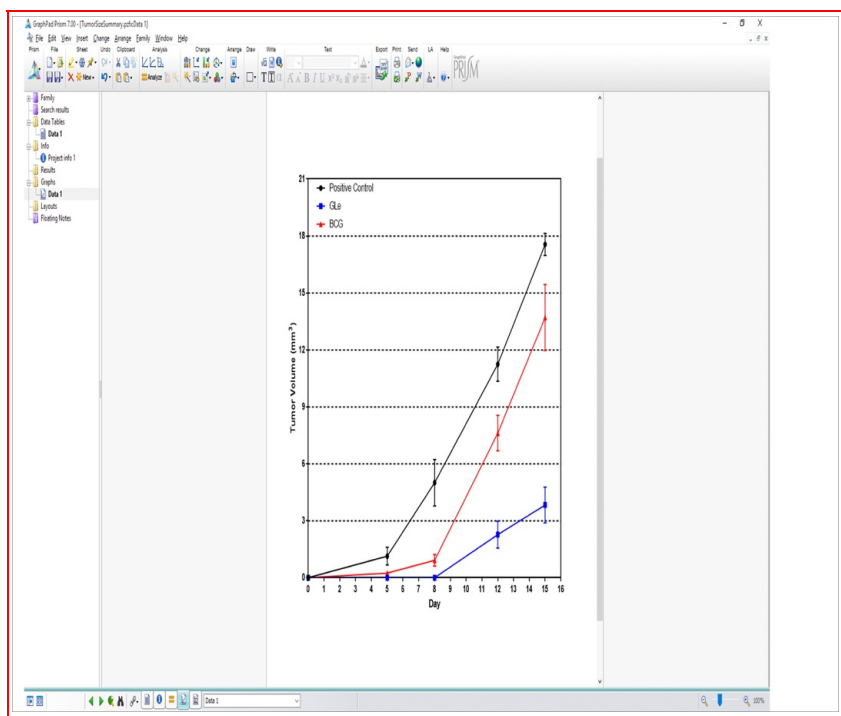 GraphPad Prism 7.00 - [TumorSizeSummary.pzfx:Data 1]
File Edit View Insert Change Arrange Family Window Help
Prism File Sheet Undo Clipboard Analysis Change Arrange Draw Write Text Export Print Send LA Help
New Analyze
PRISM
Family
Search results
Data Tables
Data 1
Info
Project info 1
Results
Graphs
Data 1
Layouts
Floating Notes
Positive Control
GLe
BCG
21
18
15
12
9
6
3
0
Tumor Volume (mm³)
0 1 2 3 4 5 6 7 8 9 10 11 12 13 14 15 16
Day
Data 1
100%